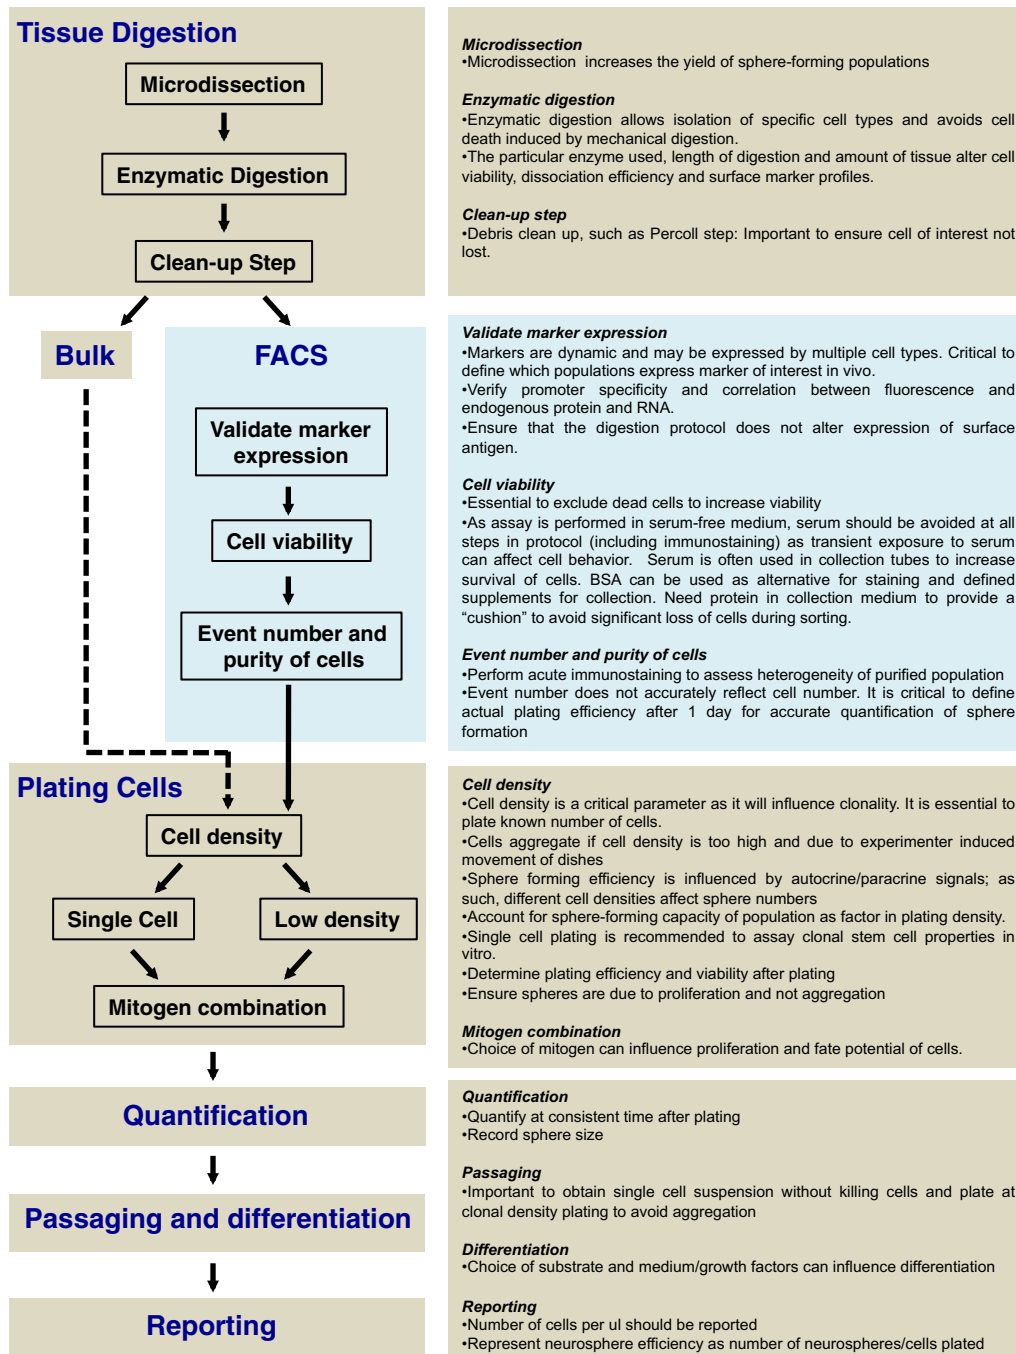 Tissue Digestion
Microdissection
Enzymatic Digestion
Clean-up Step
Bulk
FACS
Validate marker
expression
Cell viability
Event number and
purity of cells
Plating Cells
Cell density
Single Cell
Low density
Mitogen combination
Quantification
Passaging and differentiation
Reporting
Microdissection
•Microdissection increases the yield of sphere-forming populations
Enzymatic digestion
•Enzymatic digestion allows isolation of specific cell types and avoids cell
death induced by mechanical digestion.
•The particular enzyme used, length of digestion and amount of tissue alter cell
viability, dissociation efficiency and surface marker profiles.
Clean-up step
•Debris clean up, such as Percoll step: Important to ensure cell of interest not
lost.
Validate marker expression
•Markers are dynamic and may be expressed by multiple cell types. Critical to
define which populations express marker of interest in vivo.
•Verify promoter specificity and correlation between fluorescence and
endogenous protein and RNA.
•Ensure that the digestion protocol does not alter expression of surface
antigen.
Cell viability
•Essential to exclude dead cells to increase viability
•As assay is performed in serum-free medium, serum should be avoided at all
steps in protocol (including immunostaining) as transient exposure to serum
can affect cell behavior. Serum is often used in collection tubes to increase
survival of cells. BSA can be used as alternative for staining and defined
supplements for collection. Need protein in collection medium to provide a
“cushion” to avoid significant loss of cells during sorting.
Event number and purity of cells
•Perform acute immunostaining to assess heterogeneity of purified population
•Event number does not accurately reflect cell number. It is critical to define
actual plating efficiency after 1 day for accurate quantification of sphere
formation
Cell density
•Cell density is a critical parameter as it will influence clonality. It is essential to
plate known number of cells.
•Cells aggregate if cell density is too high and due to experimenter induced
movement of dishes
•Sphere forming efficiency is influenced by autocrine/paracrine signals; as
such, different cell densities affect sphere numbers
•Account for sphere-forming capacity of population as factor in plating density.
•Single cell plating is recommended to assay clonal stem cell properties in
vitro.
•Determine plating efficiency and viability after plating
•Ensure spheres are due to proliferation and not aggregation
Mitogen combination
•Choice of mitogen can influence proliferation and fate potential of cells.
Quantification
•Quantify at consistent time after plating
•Record sphere size
Passaging
•Important to obtain single cell suspension without killing cells and plate at
clonal density plating to avoid aggregation
Differentiation
•Choice of substrate and medium/growth factors can influence differentiation
Reporting
•Number of cells per ul should be reported
•Represent neurosphere efficiency as number of neurospheres/cells plated